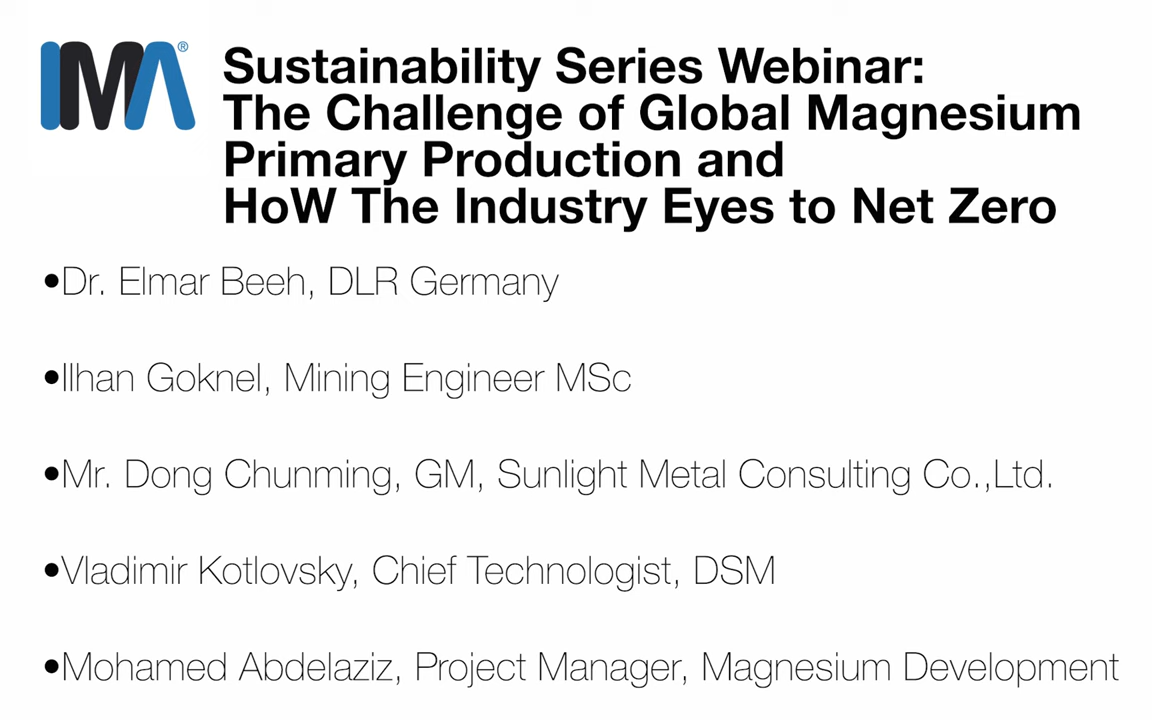 IMA®
Sustainability Series Webinar:
The Challenge of Global Magnesium
Primary Production and
HoW The Industry Eyes to Net Zero
•Dr. Elmar Beeh, DLR Germany
•Ilhan Goknel, Mining Engineer MSc
•Mr. Dong Chunming, GM, Sunlight Metal Consulting Co.,Ltd.
•Vladimir Kotlovsky, Chief Technologist, DSM
•Mohamed Abdelaziz, Project Manager, Magnesium Development